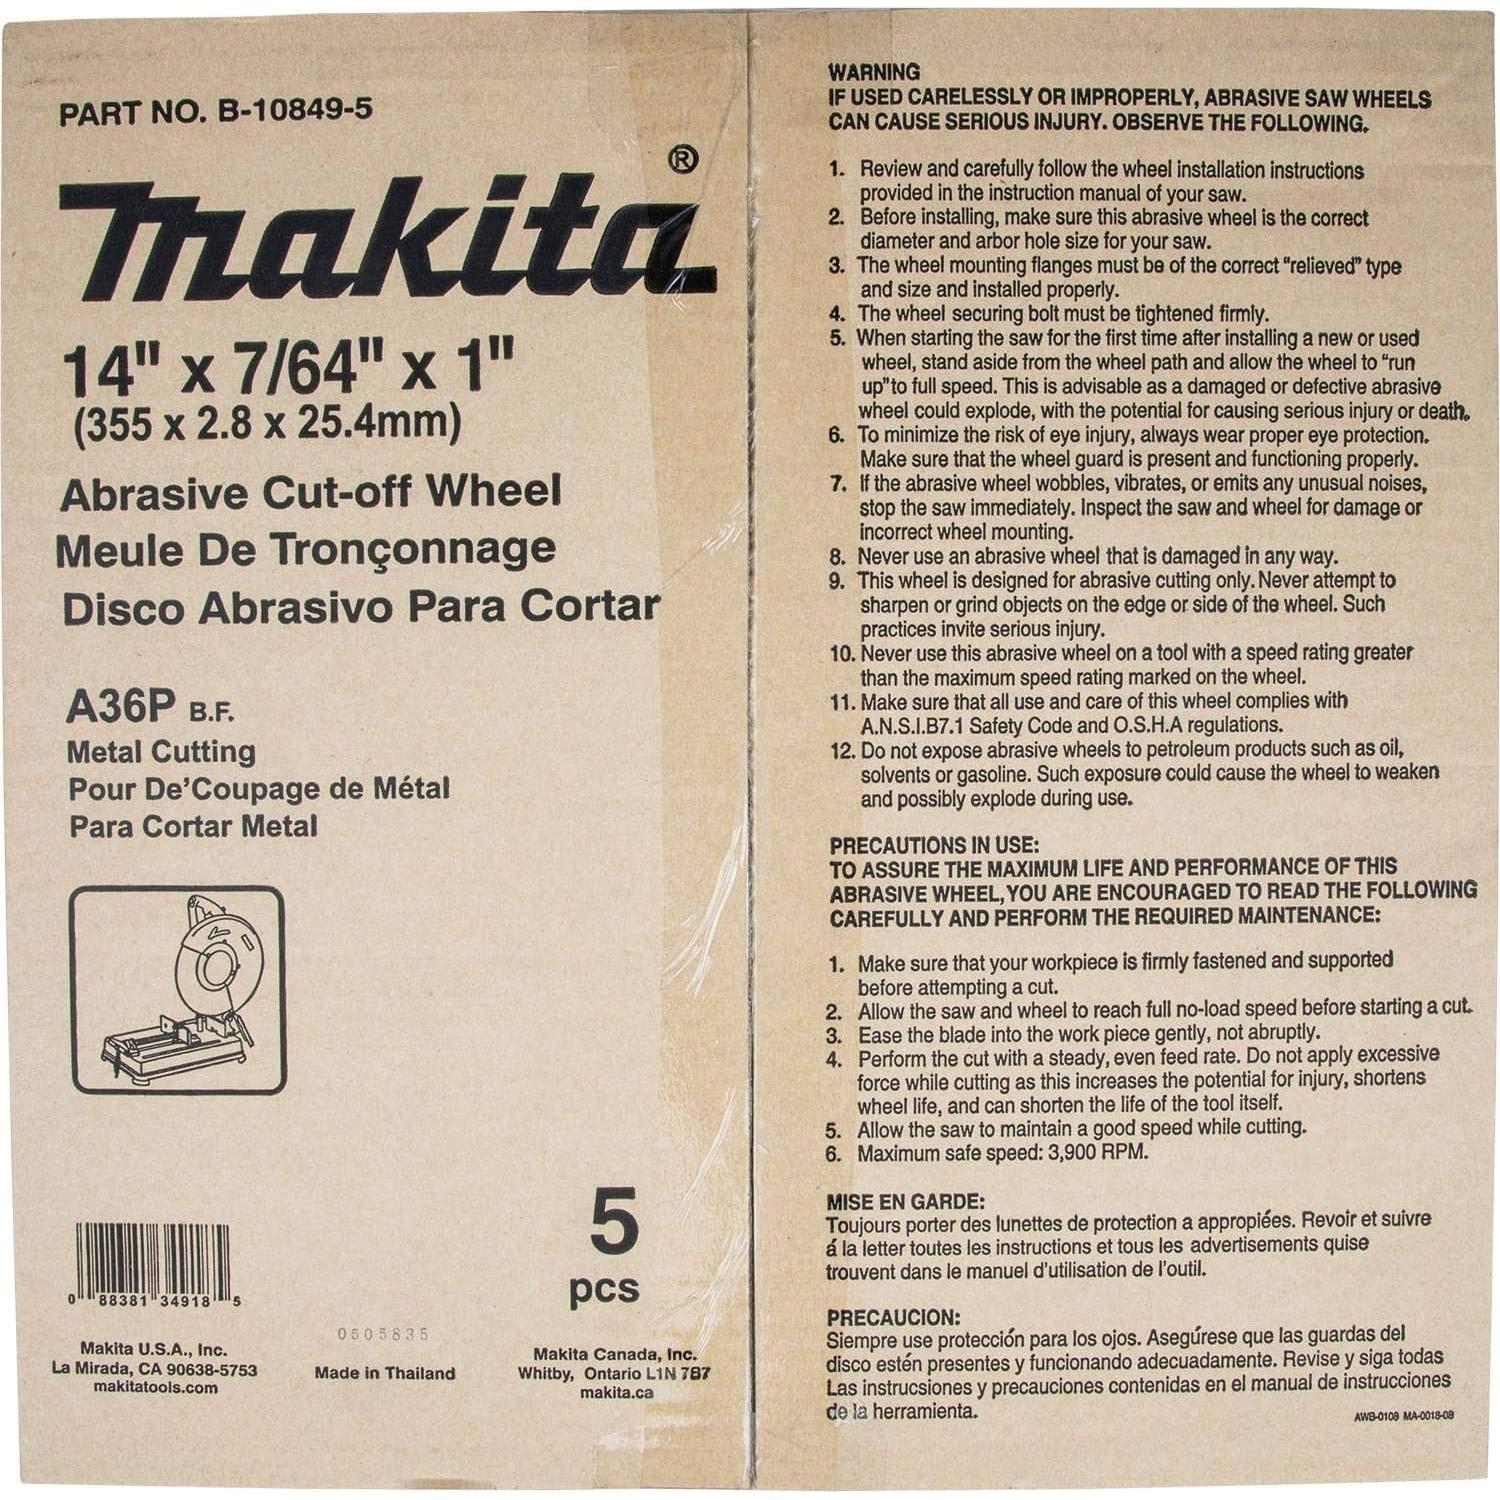 PART NO. B-10849-5
makita®
14" x 7/64" x 1"
(355 x 2.8 x 25.4mm)
Abrasive Cut-off Wheel
Meule De Tronçonnage
Disco Abrasivo Para Cortar
A36P B.F.
Metal Cutting
Pour De'Coupage de Métal
Para Cortar Metal
5
pcs
0 88381 34918 5
Makita U.S.A., Inc.
La Mirada, CA 90638-5753
makitatools.com
0505835
Made in Thailand
Makita Canada, Inc.
Whitby, Ontario L1N 7B7
makita.ca
WARNING
IF USED CARELESSLY OR IMPROPERLY, ABRASIVE SAW WHEELS
CAN CAUSE SERIOUS INJURY. OBSERVE THE FOLLOWING.
1. Review and carefully follow the wheel installation instructions
provided in the instruction manual of your saw.
2. Before installing, make sure this abrasive wheel is the correct
diameter and arbor hole size for your saw.
3. The wheel mounting flanges must be of the correct "relieved" type
and size and installed properly.
4. The wheel securing bolt must be tightened firmly.
5. When starting the saw for the first time after installing a new or used
wheel, stand aside from the wheel path and allow the wheel to "run
up"to full speed. This is advisable as a damaged or defective abrasive
wheel could explode, with the potential for causing serious injury or death.
6. To minimize the risk of eye injury, always wear proper eye protection.
Make sure that the wheel guard is present and functioning properly.
7. If the abrasive wheel wobbles, vibrates, or emits any unusual noises,
stop the saw immediately. Inspect the saw and wheel for damage or
incorrect wheel mounting.
8. Never use an abrasive wheel that is damaged in any way.
9. This wheel is designed for abrasive cutting only. Never attempt to
sharpen or grind objects on the edge or side of the wheel. Such
practices invite serious injury.
10. Never use this abrasive wheel on a tool with a speed rating greater
than the maximum speed rating marked on the wheel.
11. Make sure that all use and care of this wheel complies with
A.N.S.I.B7.1 Safety Code and O.S.H.A regulations.
12. Do not expose abrasive wheels to petroleum products such as oil,
solvents or gasoline. Such exposure could cause the wheel to weaken
and possibly explode during use.
PRECAUTIONS IN USE:
TO ASSURE THE MAXIMUM LIFE AND PERFORMANCE OF THIS
ABRASIVE WHEEL, YOU ARE ENCOURAGED TO READ THE FOLLOWING
CAREFULLY AND PERFORM THE REQUIRED MAINTENANCE:
1. Make sure that your workpiece is firmly fastened and supported
before attempting a cut.
2. Allow the saw and wheel to reach full no-load speed before starting a cut.
3. Ease the blade into the work piece gently, not abruptly.
4. Perform the cut with a steady, even feed rate. Do not apply excessive
force while cutting as this increases the potential for injury, shortens
wheel life, and can shorten the life of the tool itself.
5. Allow the saw to maintain a good speed while cutting.
6. Maximum safe speed: 3,900 RPM.
MISE EN GARDE:
Toujours porter des lunettes de protection a appropiées. Revoir et suivre
á la letter toutes les instructions et tous les advertisements quise
trouvent dans le manuel d'utilisation de l'outil.
PRECAUCION:
Siempre use protección para los ojos. Asegúrese que las guardas del
disco estén presentes y funcionando adecuadamente. Revise y siga todas
Las instrucsiones y precauciones contenidas en el manual de instrucciones
de la herramienta.
AWB-0109 MA-0018-08